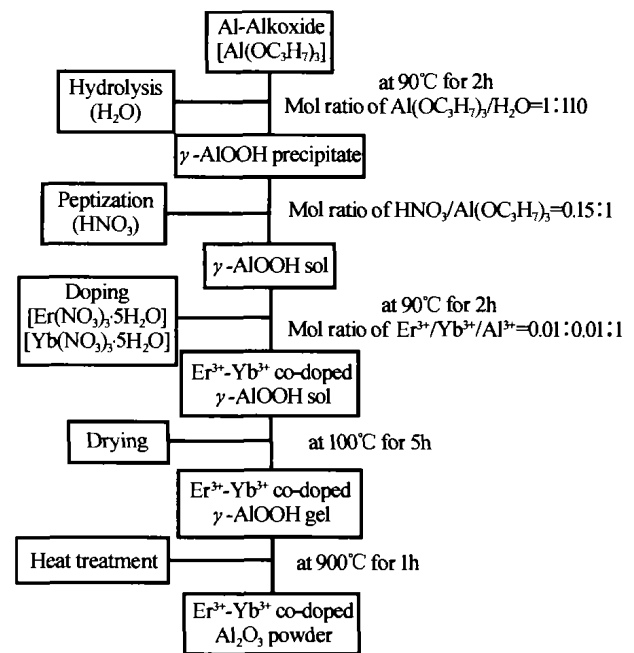 Al-Alkoxide
[Al(OC₃H₇)₃]
Hydrolysis
(H₂O)
at 90℃ for 2h
Mol ratio of Al(OC₃H₇)₃/H₂O=1∶110
γ-AlOOH precipitate
Peptization
(HNO₃)
Mol ratio of HNO₃/Al(OC₃H₇)₃=0.15∶1
γ-AlOOH sol
Doping
[Er(NO₃)₃·5H₂O]
[Yb(NO₃)₃·5H₂O]
at 90℃ for 2h
Mol ratio of Er³⁺/Yb³⁺/Al³⁺=0.01∶0.01∶1
Er³⁺-Yb³⁺ co-doped
γ-AlOOH sol
Drying
at 100℃ for 5h
Er³⁺-Yb³⁺ co-doped
γ-AlOOH gel
Heat treatment
at 900℃ for 1h
Er³⁺-Yb³⁺ co-doped
Al₂O₃ powder